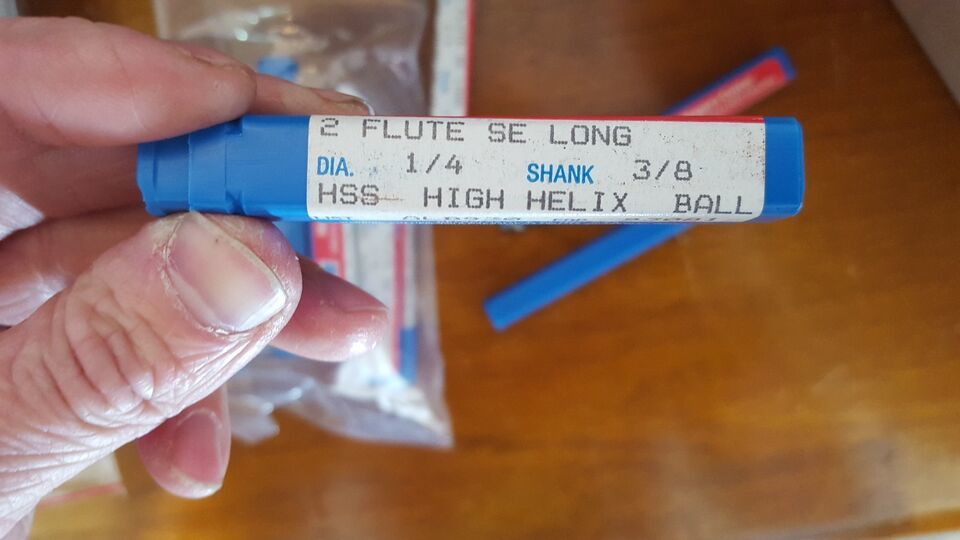 2 FLUTE SE LONG
DIA. 1/4 SHANK 3/8
HSS HIGH HELIX BALL